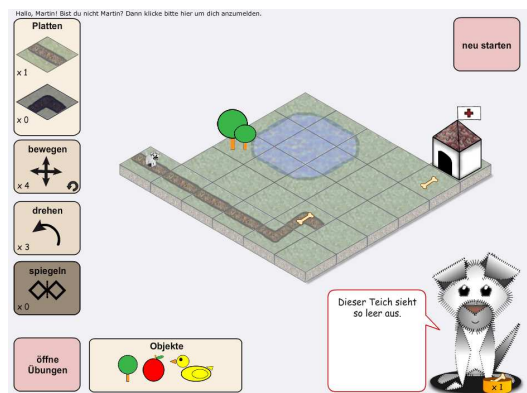 Hallo, Martin! Bist du nicht Martin? Dann klicke bitte hier um dich anzumelden.
Platten
x 1
x 0
bewegen
x 4
drehen
x 3
spiegeln
x 0
öffne
Übungen
Objekte
neu starten
Dieser Teich sieht
so leer aus.
x 1